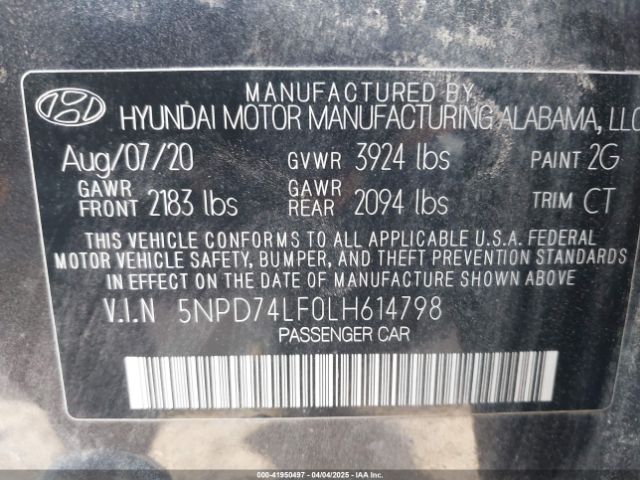 MANUFACTURED BY
HYUNDAI MOTOR MANUFACTURING ALABAMA, LLC
Aug/07/20 GVWR 3924 lbs PAINT 2G
GAWR FRONT 2183 lbs GAWR REAR 2094 lbs TRIM CT
THIS VEHICLE CONFORMS TO ALL APPLICABLE U.S.A. FEDERAL
MOTOR VEHICLE SAFETY, BUMPER, AND THEFT PREVENTION STANDARDS
IN EFFECT ON THE DATE OF MANUFACTURE SHOWN ABOVE.
V.I.N 5NPD74LF0LH614798
PASSENGER CAR
000-41950497 - 04/04/2025 - IAAI.COM